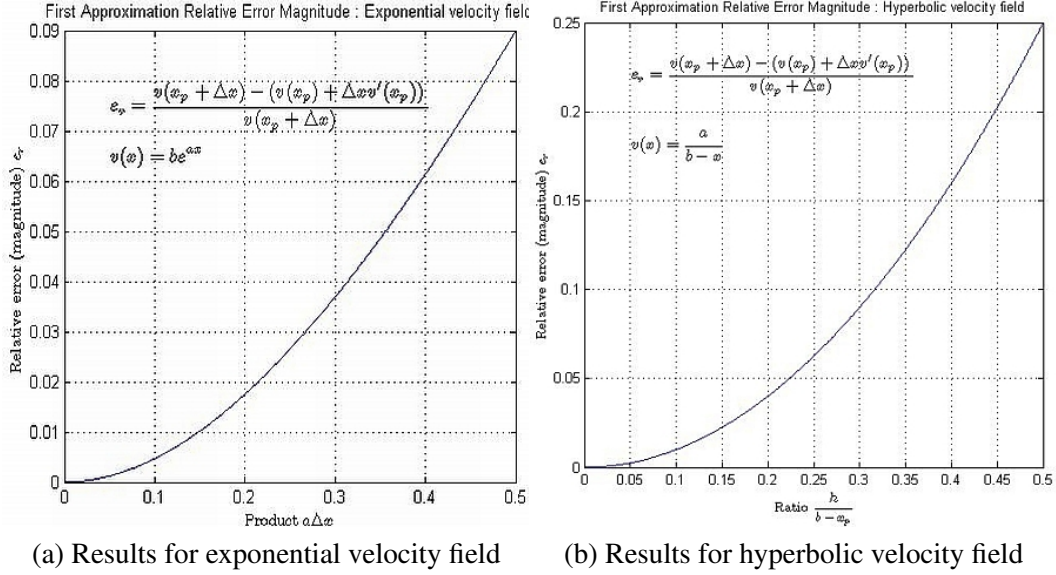 First Approximation Relative Error Magnitude : Exponential velocity field
0.09
0.08
0.07
0.06
0.05
0.04
0.03
0.02
0.01
0
Relative error (magnitude) e_r
e_r = \frac{v(x_p + Δx) − (v(x_p) + Δxv′(x_p))}{v(x_p + Δx)}
v(x) = be^{ax}
0 0.1 0.2 0.3 0.4 0.5
Product aΔx
(a) Results for exponential velocity field
First Approximation Relative Error Magnitude : Hyperbolic velocity field
0.25
0.2
0.15
0.1
0.05
0
Relative error (magnitude) e_r
e_r = \frac{v(x_p + Δx) − (v(x_p) + Δxv′(x_p))}{v(x_p + Δx)}
v(x) = \frac{a}{b − x}
0 0.05 0.1 0.15 0.2 0.25 0.3 0.35 0.4 0.45 0.5
Ratio \frac{h}{b − x_p}
(b) Results for hyperbolic velocity field